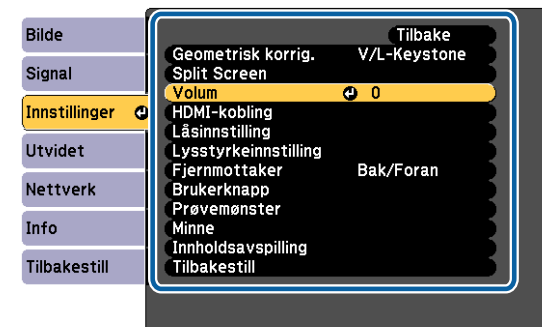 Bilde
Signal
Innstillinger
Utvidet
Nettverk
Info
Tilbakestill
Tilbake
Geometrisk korrig. V/L-Keystone
Split Screen
Volum 0
HDMI-kobling
Låsinnstilling
Lysstyrkeinnstilling
Fjernmottaker Bak/Foran
Brukerknapp
Prøvemønster
Minne
Innholdsavspilling
Tilbakestill